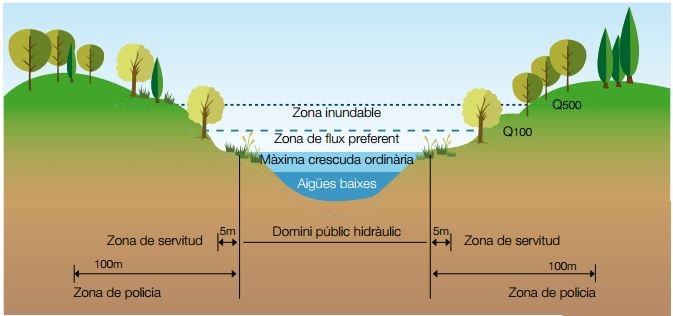 Zona inundable
Q500
Q100
Zona de flux preferent
Màxima crescuda ordinària
Aigües baixes
Zona de servitud
5m
Domini públic hidràulic
5m
Zona de servitud
100m
100m
Zona de policia
Zona de policia